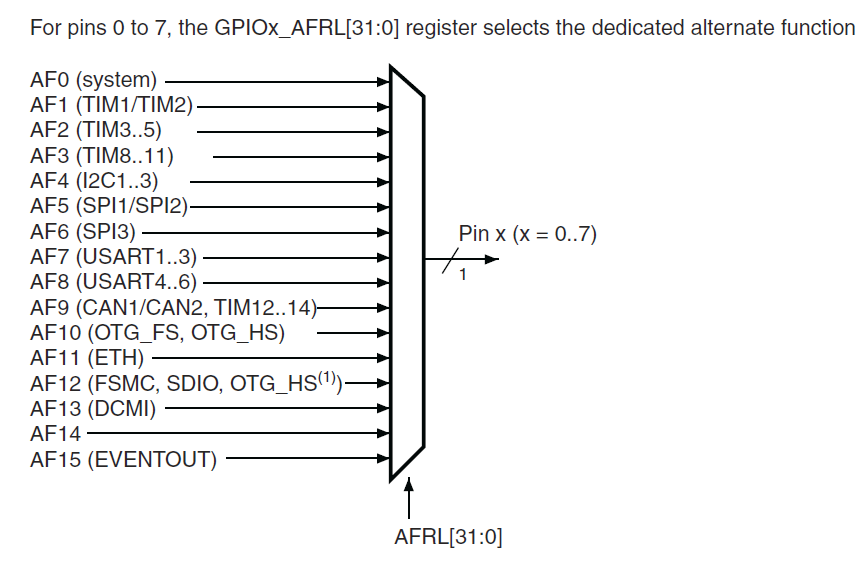 For pins 0 to 7, the GPIOx_AFRL[31:0] register selects the dedicated alternate function
AF0 (system)
AF1 (TIM1/TIM2)
AF2 (TIM3..5)
AF3 (TIM8..11)
AF4 (I2C1..3)
AF5 (SPI1/SPI2)
AF6 (SPI3)
AF7 (USART1..3)
AF8 (USART4..6)
AF9 (CAN1/CAN2, TIM12..14)
AF10 (OTG_FS, OTG_HS)
AF11 (ETH)
AF12 (FSMC, SDIO, OTG_HS(1))
AF13 (DCMI)
AF14
AF15 (EVENTOUT)
Pin x (x = 0..7)
1
AFRL[31:0]